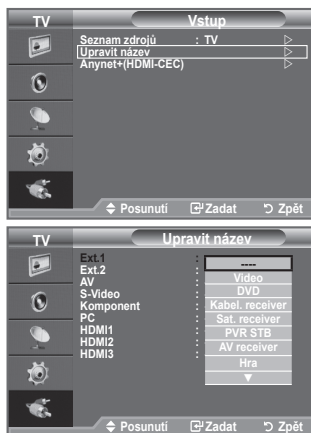 TV Vstup
Seznam zdrojů : TV ▷
Upravit název ▷
Anynet+(HDMI-CEC) ▷
Posunutí Zadat Zpět
TV Upravit název
Ext.1 : ----
Ext.2 : Video
AV : DVD
S-Video : Kabel. receiver
Komponent : Sat. receiver
PC : PVR STB
HDMI1 : AV receiver
HDMI2 : Hra
HDMI3 : ▼
Posunutí Zadat Zpět